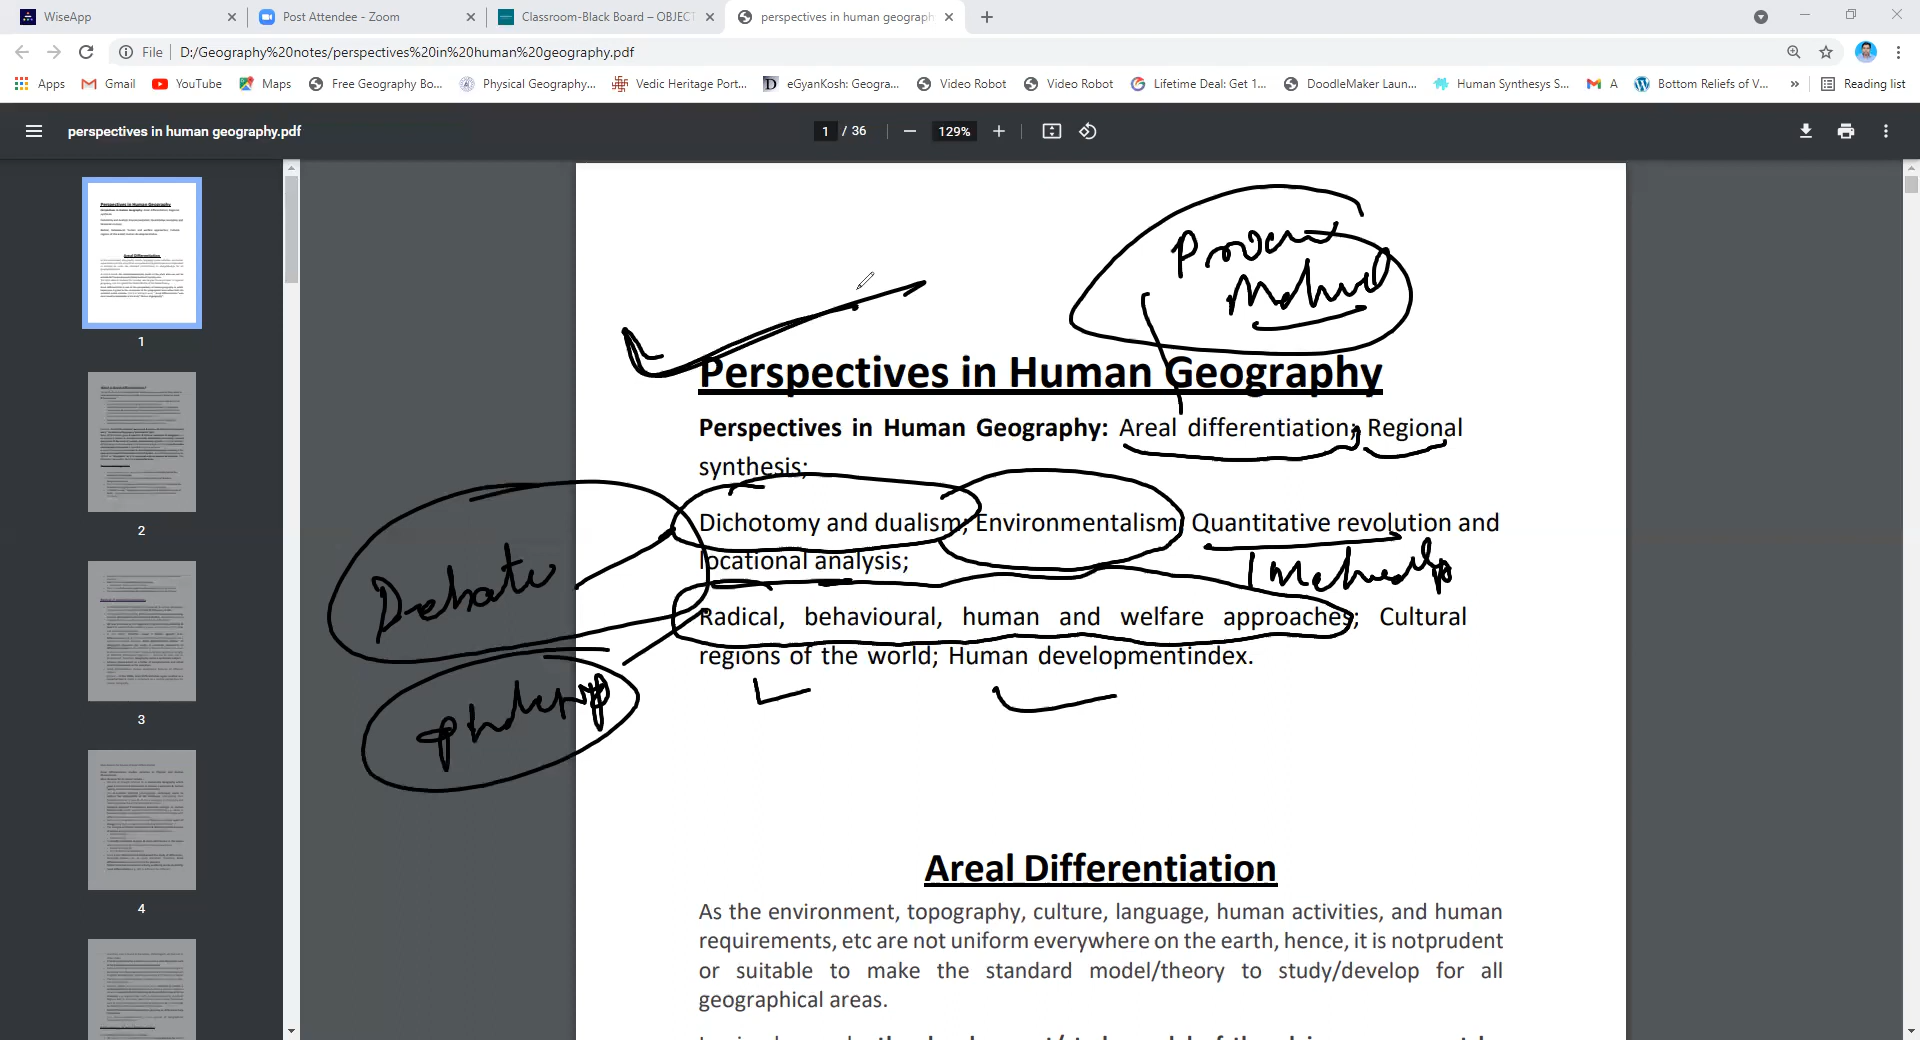 WiseApp
Post Attendee - Zoom
Classroom-Black Board – OBJEC
perspectives in human geograph
File
D:/Geography%20notes/perspectives%20in%20human%20geography.pdf
Apps
Gmail
YouTube
Maps
Free Geography Bo...
Physical Geography...
Vedic Heritage Port...
eGyanKosh: Geogra...
Video Robot
Video Robot
Lifetime Deal: Get 1...
DoodleMaker Laun...
Human Synthesys S...
A
Bottom Reliefs of V...
»
Reading list
perspectives in human geography.pdf
1 / 36
129%
1
2
3
4
Perspectives in Human Geography
Perspectives in Human Geography: Areal differentiation; Regional
synthesis;
Dichotomy and dualism; Environmentalism; Quantitative revolution and
locational analysis;
Debate
Radical, behavioural, human and welfare approaches; Cultural
regions of the world; Human developmentindex.
Areal Differentiation
As the environment, topography, culture, language, human activities, and human
requirements, etc are not uniform everywhere on the earth, hence, it is notprudent
or suitable to make the standard model/theory to study/develop for all
geographical areas.